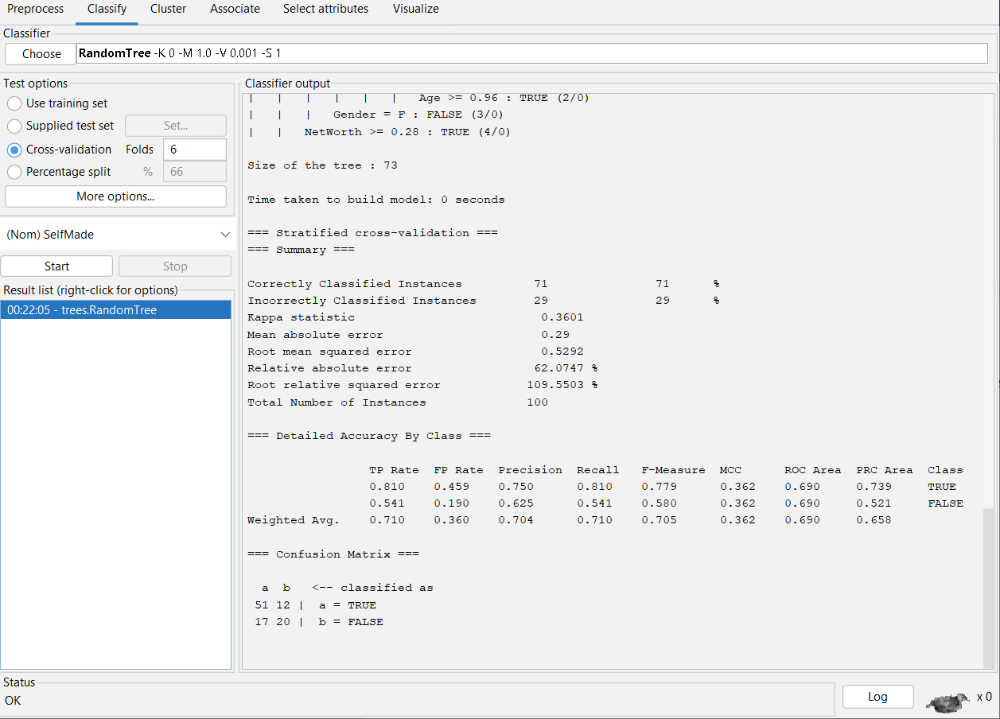 Preprocess Classify Cluster Associate Select attributes Visualize
Classifier
Choose RandomTree -K 0 -M 1.0 -V 0.001 -S 1
Test options
Use training set
Supplied test set Set...
Cross-validation Folds 6
Percentage split % 66
More options...
(Nom) SelfMade
Start Stop
Result list (right-click for options)
00:22:05 - trees.RandomTree
Classifier output
| | | | | | Age >= 0.96 : TRUE (2/0)
| | | Gender = F : FALSE (3/0)
| | NetWorth >= 0.28 : TRUE (4/0)
Size of the tree : 73
Time taken to build model: 0 seconds
=== Stratified cross-validation ===
=== Summary ===
Correctly Classified Instances 71 71 %
Incorrectly Classified Instances 29 29 %
Kappa statistic 0.3601
Mean absolute error 0.29
Root mean squared error 0.5292
Relative absolute error 62.0747 %
Root relative squared error 109.5503 %
Total Number of Instances 100
=== Detailed Accuracy By Class ===
TP Rate FP Rate Precision Recall F-Measure MCC ROC Area PRC Area Class
0.810 0.459 0.750 0.810 0.779 0.362 0.690 0.739 TRUE
0.541 0.190 0.625 0.541 0.580 0.362 0.690 0.521 FALSE
Weighted Avg. 0.710 0.360 0.704 0.710 0.705 0.362 0.690 0.658
=== Confusion Matrix ===
a b <-- classified as
51 12 | a = TRUE
17 20 | b = FALSE
Status
OK
Log x 0